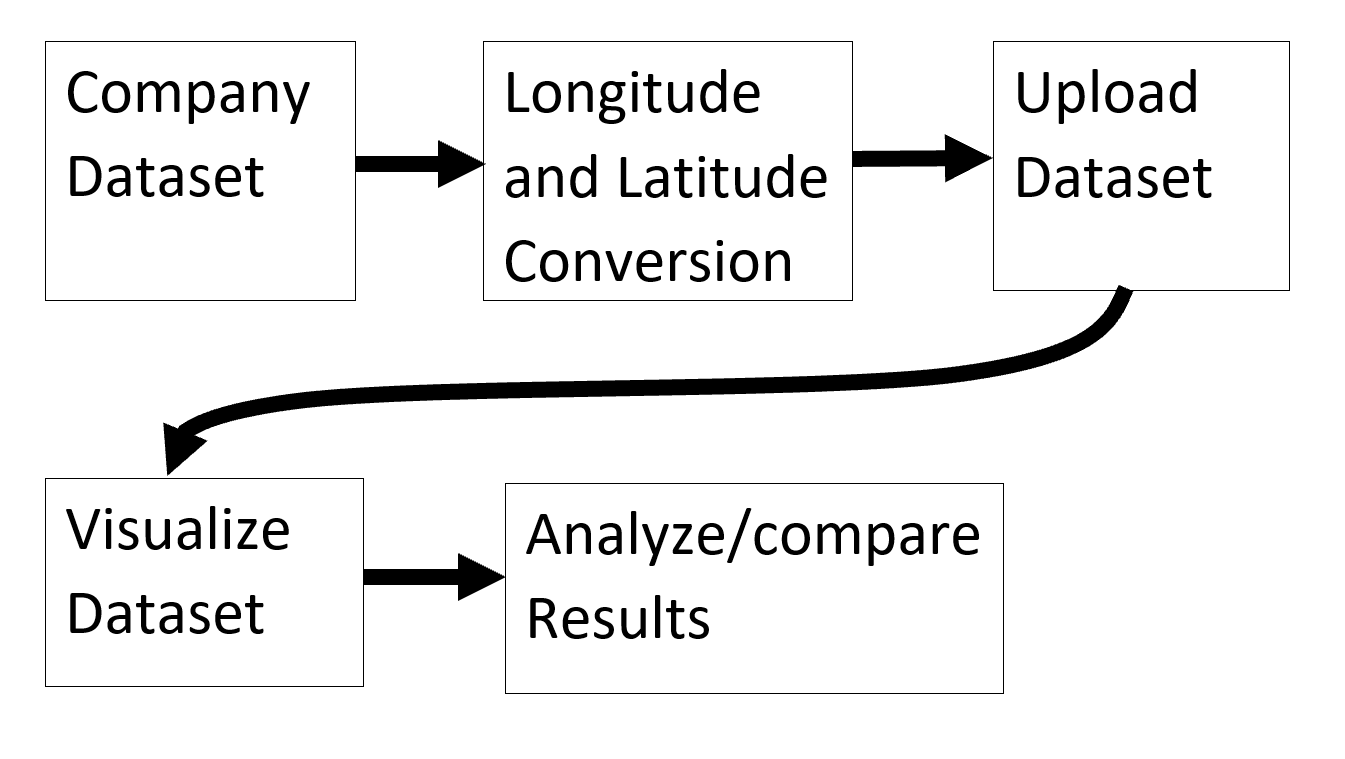 Company
Dataset
Longitude
and Latitude
Conversion
Upload
Dataset
Visualize
Dataset
Analyze/compare
Results